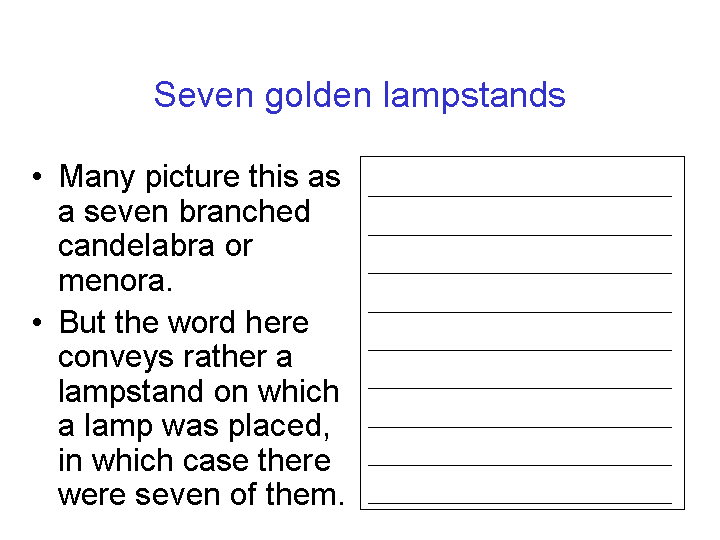 Seven golden lampstands
• Many picture this as
a seven branched
candelabra or
menora.
• But the word here
conveys rather a
lampstand on which
a lamp was placed,
in which case there
were seven of them.